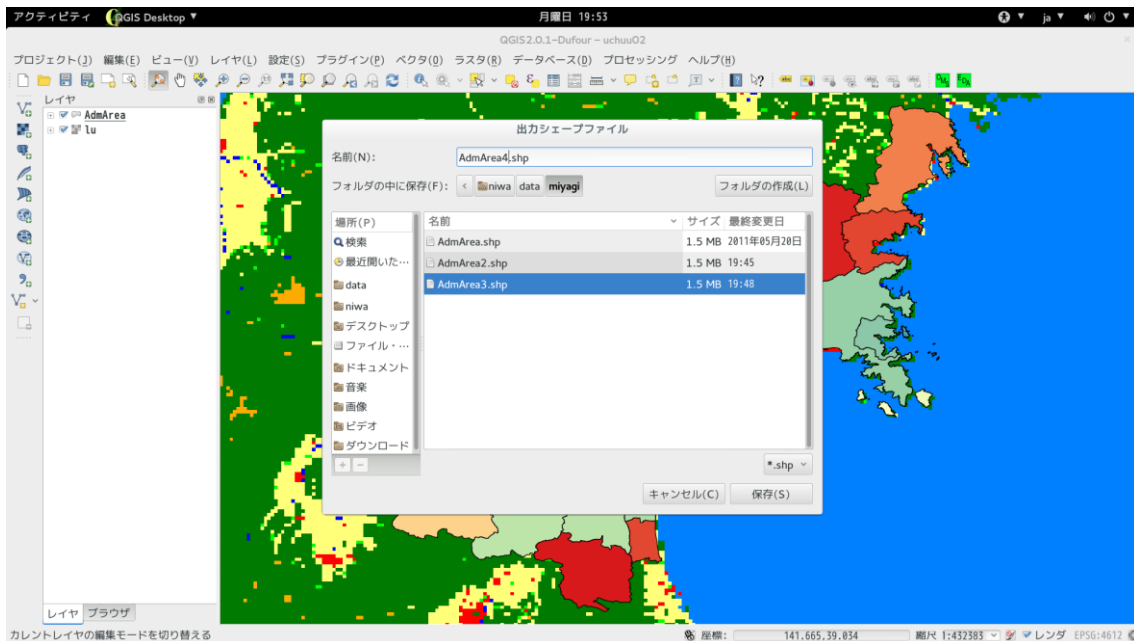 アクティビティ QGIS Desktop ▼ 月曜日 19:53 ja ▼
QGIS2.0.1-Dufour – uchuu02
プロジェクト(J) 編集(E) ビュー(V) レイヤ(L) 設定(S) プラグイン(P) ベクタ(O) ラスタ(R) データベース(D) プロセッシング ヘルプ(H)
レイヤ
AdmArea
lu
出力シェープファイル
名前(N): AdmArea4.shp
フォルダの中に保存(F): < niwa data miyagi フォルダの作成(L)
場所(P) 名前 サイズ 最終変更日
検索 AdmArea.shp 1.5 MB 2011年05月20日
最近開いた… AdmArea2.shp 1.5 MB 19:45
data AdmArea3.shp 1.5 MB 19:48
niwa
デスクトップ
ファイル・…
ドキュメント
音楽
画像
ビデオ
ダウンロード
*.shp
キャンセル(C) 保存(S)
レイヤ ブラウザ
カレントレイヤの編集モードを切り替える 座標: 141.665,39.034 縮尺 1:432383 レンダ EPSG:4612